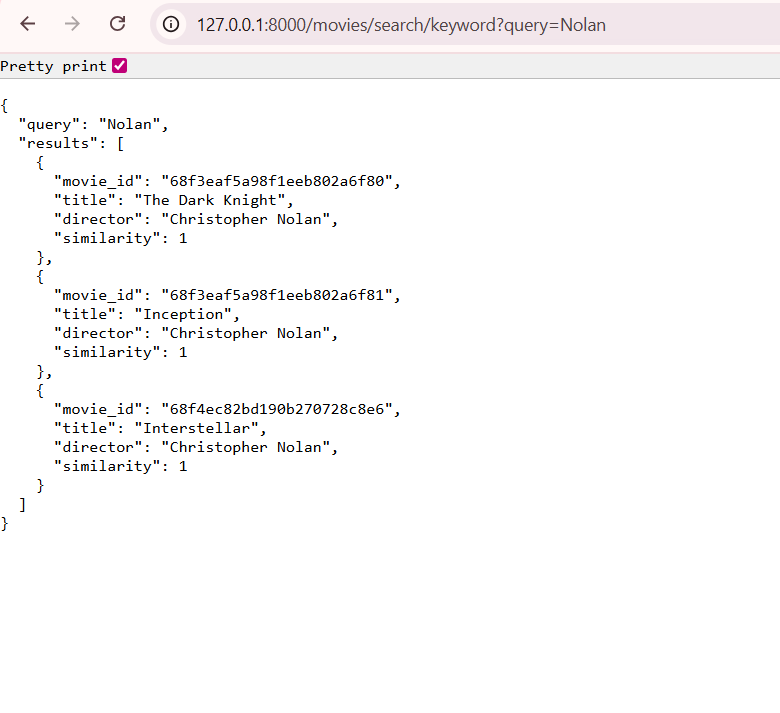 127.0.0.1:8000/movies/search/keyword?query=Nolan
Pretty print
{
  "query": "Nolan",
  "results": [
    {
      "movie_id": "68f3eaf5a98f1eeb802a6f80",
      "title": "The Dark Knight",
      "director": "Christopher Nolan",
      "similarity": 1
    },
    {
      "movie_id": "68f3eaf5a98f1eeb802a6f81",
      "title": "Inception",
      "director": "Christopher Nolan",
      "similarity": 1
    },
    {
      "movie_id": "68f4ec82bd190b270728c8e6",
      "title": "Interstellar",
      "director": "Christopher Nolan",
      "similarity": 1
    }
  ]
}